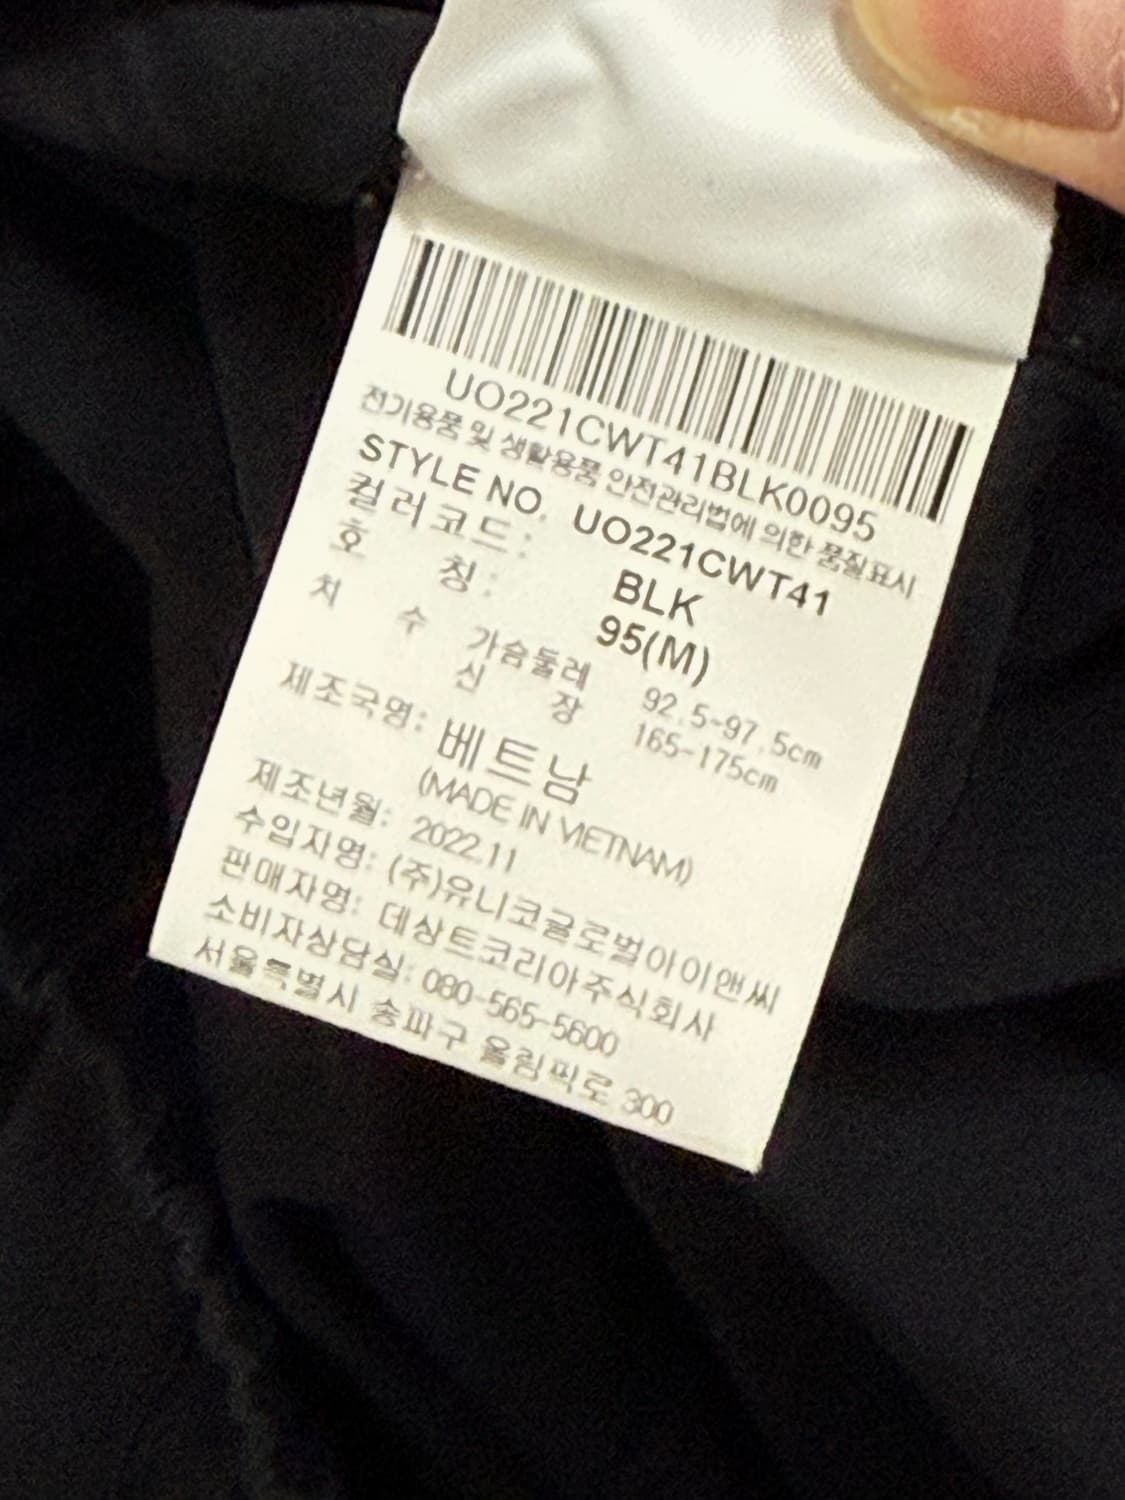 UO221CWT41BLK0095
전기용품 및 생활용품 안전관리법에 의한 품질표시
STYLE NO. UO221CWT41
컬러코드: BLK
호 칭: 95(M)
치 수 가슴둘레 92.5-97.5cm
신 장 165-175cm
제조국명: 베트남
(MADE IN VIETNAM)
제조년월: 2022.11
수입자명: (주)유니코글로벌아이앤씨
판매자명: 데상트코리아주식회사
소비자상담실: 080-565-5600
서울특별시 송파구 올림픽로 300